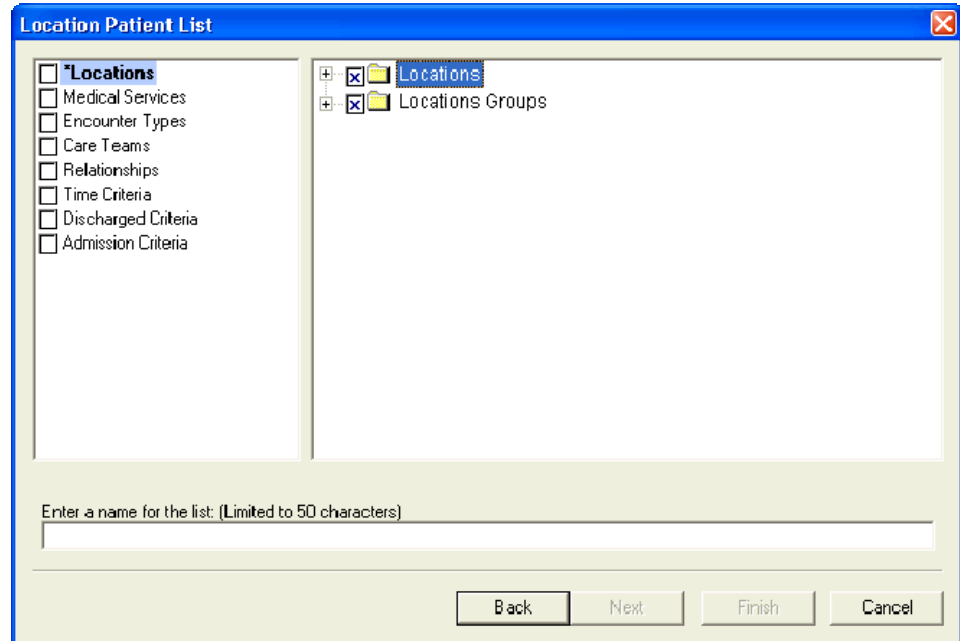 Location Patient List
*Locations
Medical Services
Encounter Types
Care Teams
Relationships
Time Criteria
Discharged Criteria
Admission Criteria
Locations
Locations Groups
Enter a name for the list: (Limited to 50 characters)
Back Next Finish Cancel